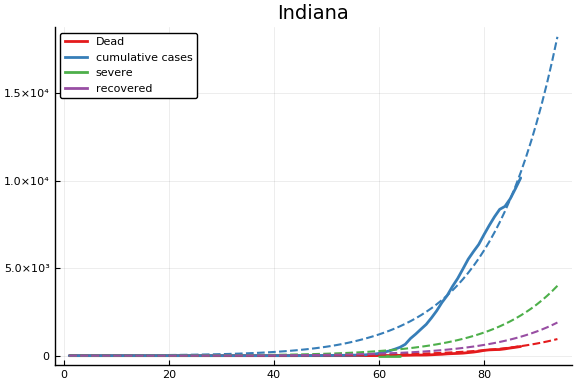 Indiana
Dead
cumulative cases
severe
recovered
1.5×10⁴
1.0×10⁴
5.0×10³
0
0 20 40 60 80